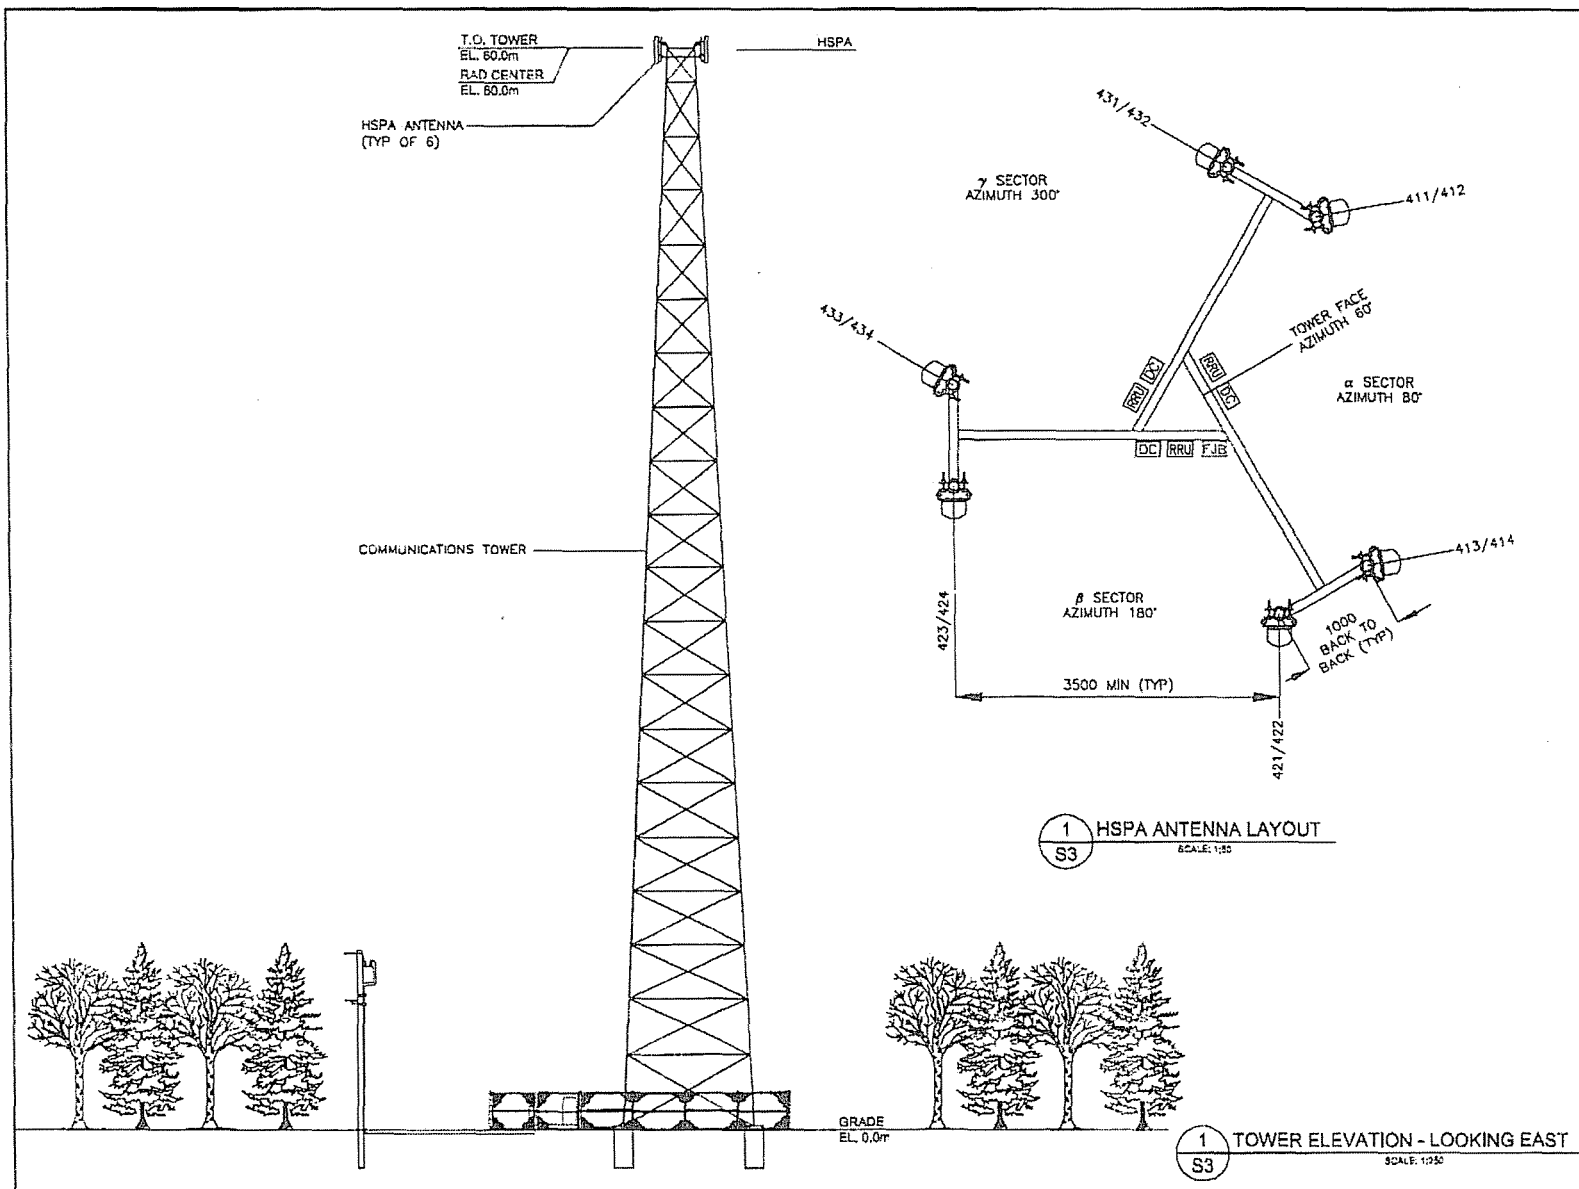 T.O. TOWER
EL. 60.0m
RAD CENTER
EL. 60.0m
HSPA
HSPA ANTENNA
(TYP OF 6)
COMMUNICATIONS TOWER
GRADE
EL. 0.0m
431/432
411/412
γ SECTOR
AZIMUTH 300°
433/434
TOWER FACE
AZIMUTH 60°
RRU
DC
RRU
DC
α SECTOR
AZIMUTH 80°
DC
RRU
FJB
413/414
β SECTOR
AZIMUTH 180°
423/424
1000
BACK TO
BACK (TYP)
3500 MIN (TYP)
421/422
1
S3
HSPA ANTENNA LAYOUT
SCALE: 1:50
1
S3
TOWER ELEVATION - LOOKING EAST
SCALE: 1:250